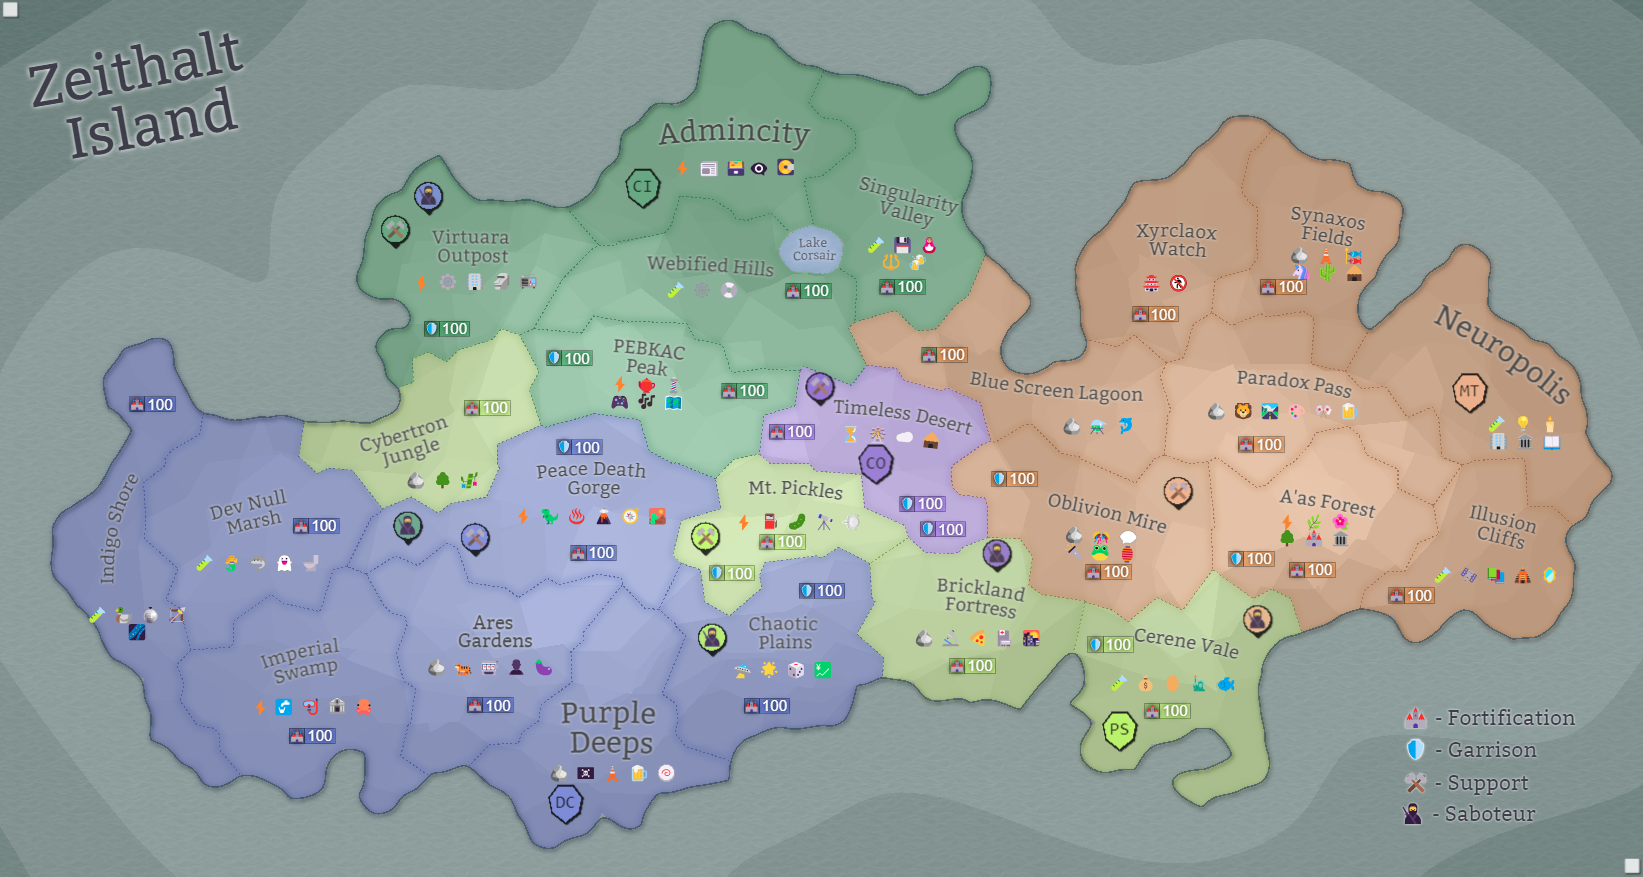 Zeithalt
Island
Admincity
CI
Singularity
Valley
Lake
Corsair
Virtuara
Outpost
Webified Hills
100
100
100
Synaxos
Fields
Xyrclaox
Watch
100
100
Neuropolis
MT
PEBKAC
Peak
100
100
100
Blue Screen Lagoon
Paradox Pass
100
100
Cybertron
Jungle
100
Timeless Desert
100
CO
100
100
Peace Death
Gorge
100
100
Indigo Shore
100
Dev Null
Marsh
100
Mt. Pickles
100
100
Oblivion Mire
100
100
A'as Forest
100
100
Illusion
Cliffs
100
Brickland
Fortress
100
Chaotic
Plains
100
100
Ares
Gardens
100
Imperial
Swamp
100
Cerene Vale
100
100
PS
Purple
Deeps
DC
- Fortification
- Garrison
- Support
- Saboteur